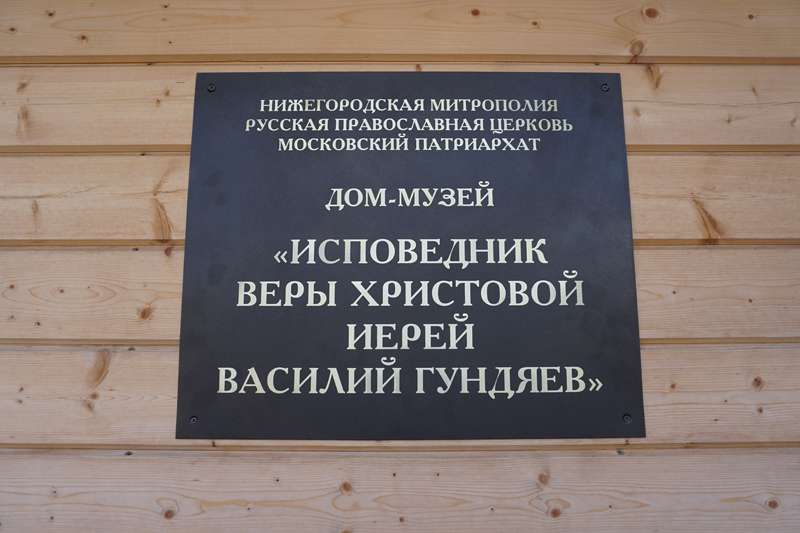 НИЖЕГОРОДСКАЯ МИТРОПОЛИЯ
РУССКАЯ ПРАВОСЛАВНАЯ ЦЕРКОВЬ
МОСКОВСКИЙ ПАТРИАРХАТ
ДОМ-МУЗЕЙ
«ИСПОВЕДНИК
ВЕРЫ ХРИСТОВОЙ
ИЕРЕЙ
ВАСИЛИЙ ГУНДЯЕВ»